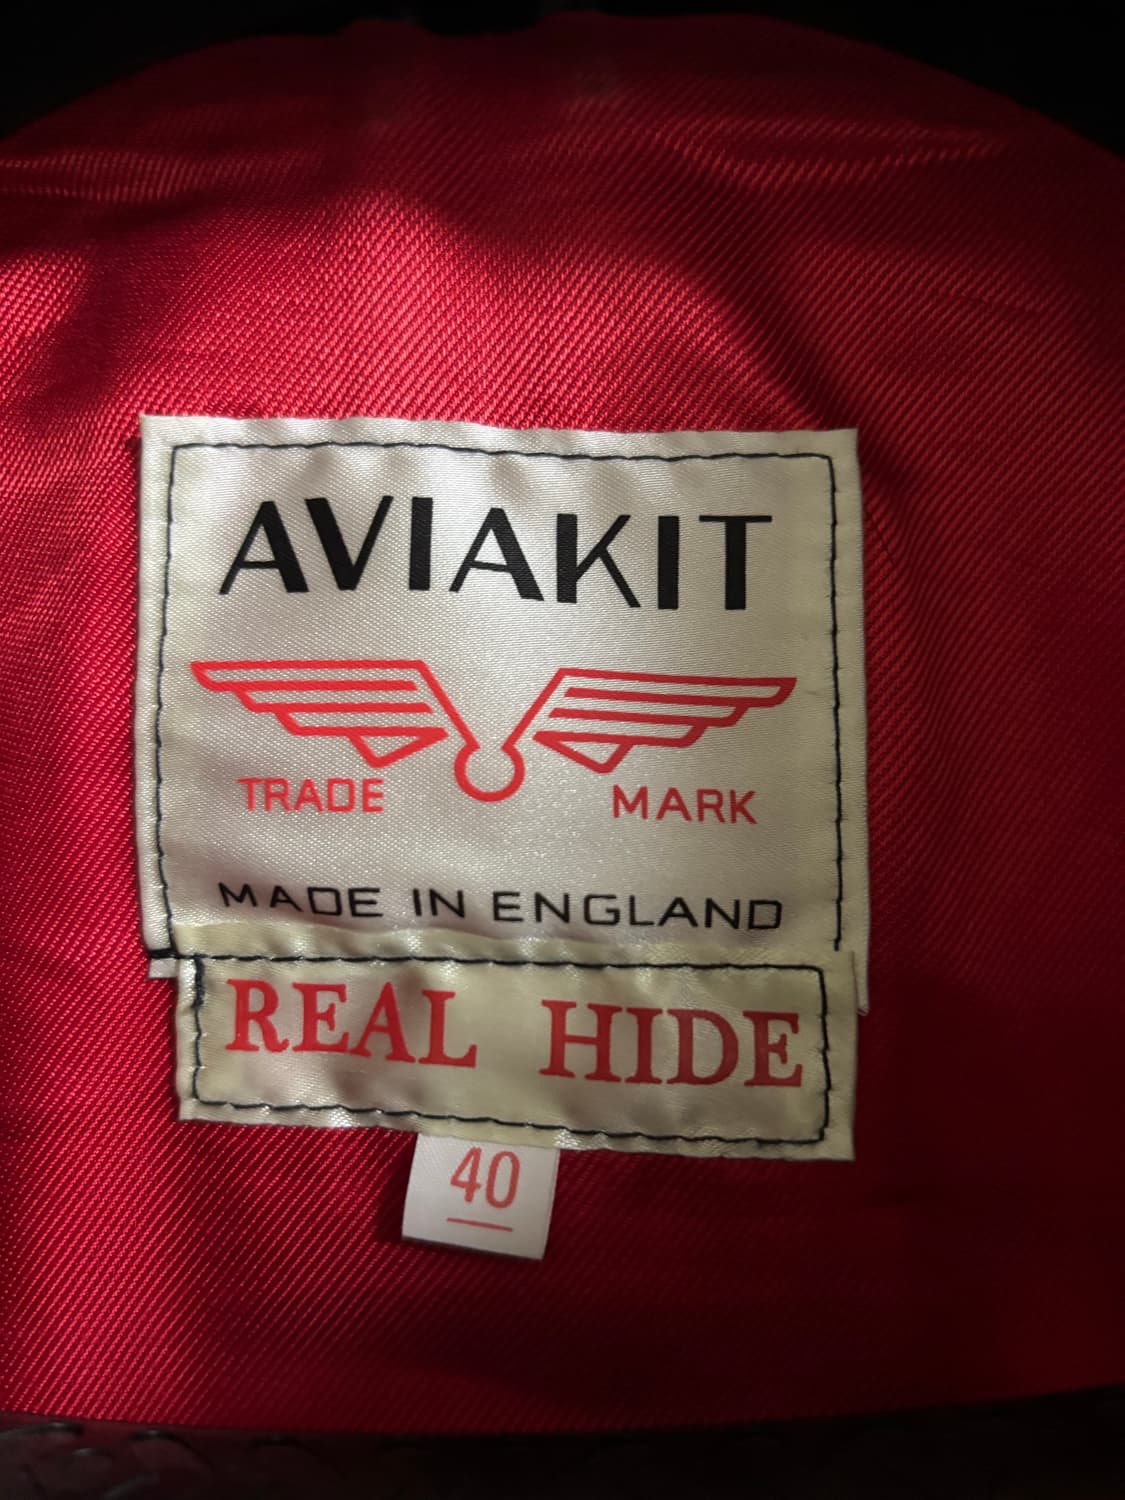 AVIAKIT
TRADE MARK
MADE IN ENGLAND
REAL HIDE
40